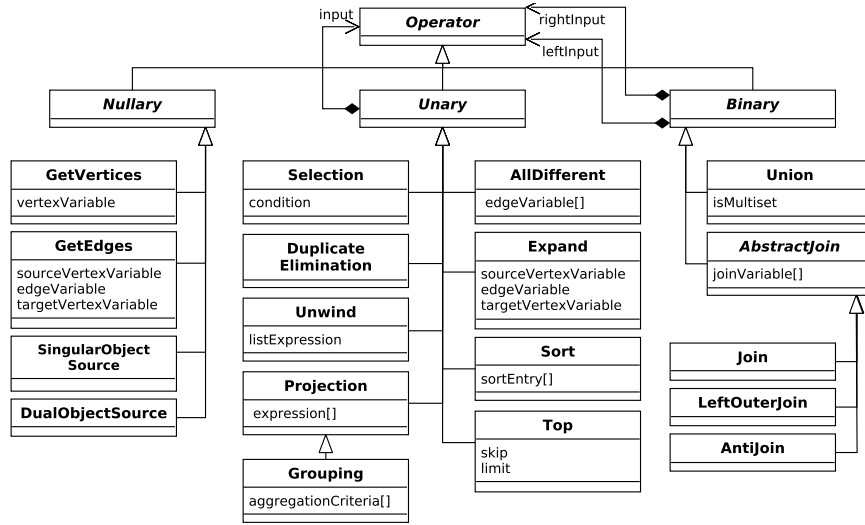 Operator
input
rightInput
leftInput
Nullary
Unary
Binary
GetVertices
vertexVariable
GetEdges
sourceVertexVariable
edgeVariable
targetVertexVariable
SingularObject
Source
DualObjectSource
Selection
condition
Duplicate
Elimination
Unwind
listExpression
Projection
expression[]
Grouping
aggregationCriteria[]
AllDifferent
edgeVariable[]
Expand
sourceVertexVariable
edgeVariable
targetVertexVariable
Sort
sortEntry[]
Top
skip
limit
Union
isMultiset
AbstractJoin
joinVariable[]
Join
LeftOuterJoin
AntiJoin